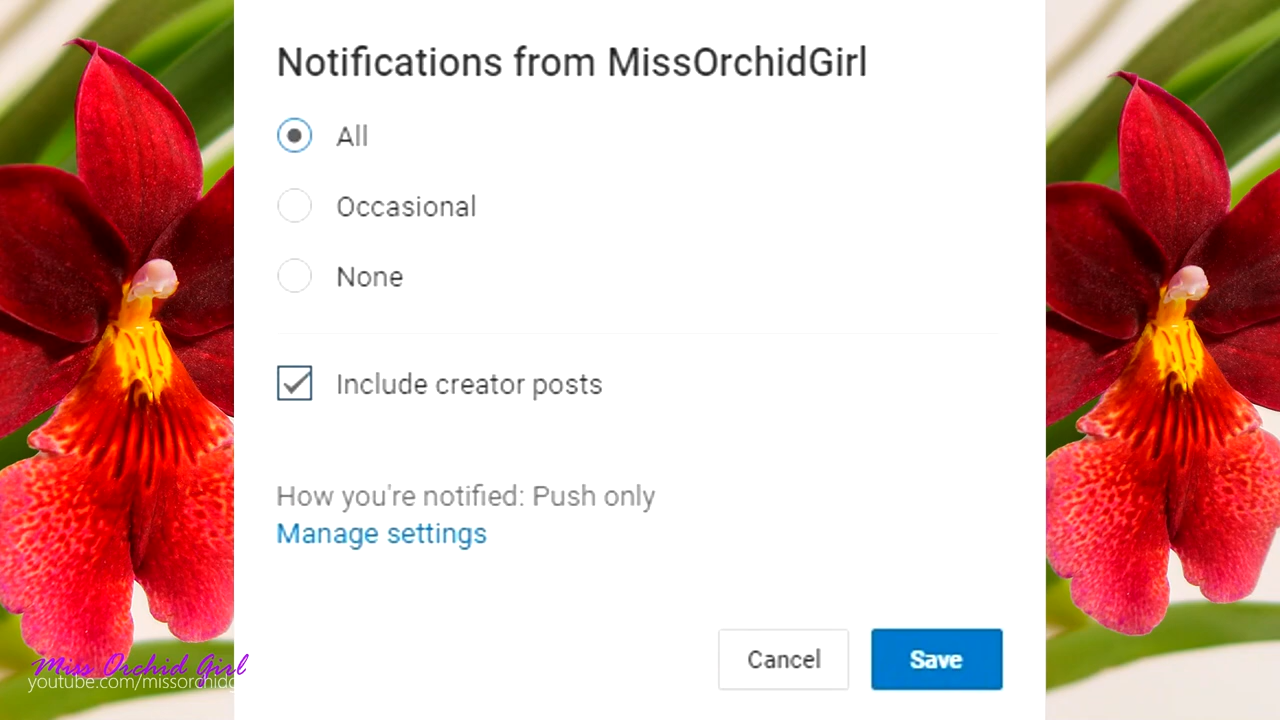 Notifications from MissOrchidGirl
All
Occasional
None
Include creator posts
How you're notified: Push only
Manage settings
Cancel
Save
Miss Orchid Girl